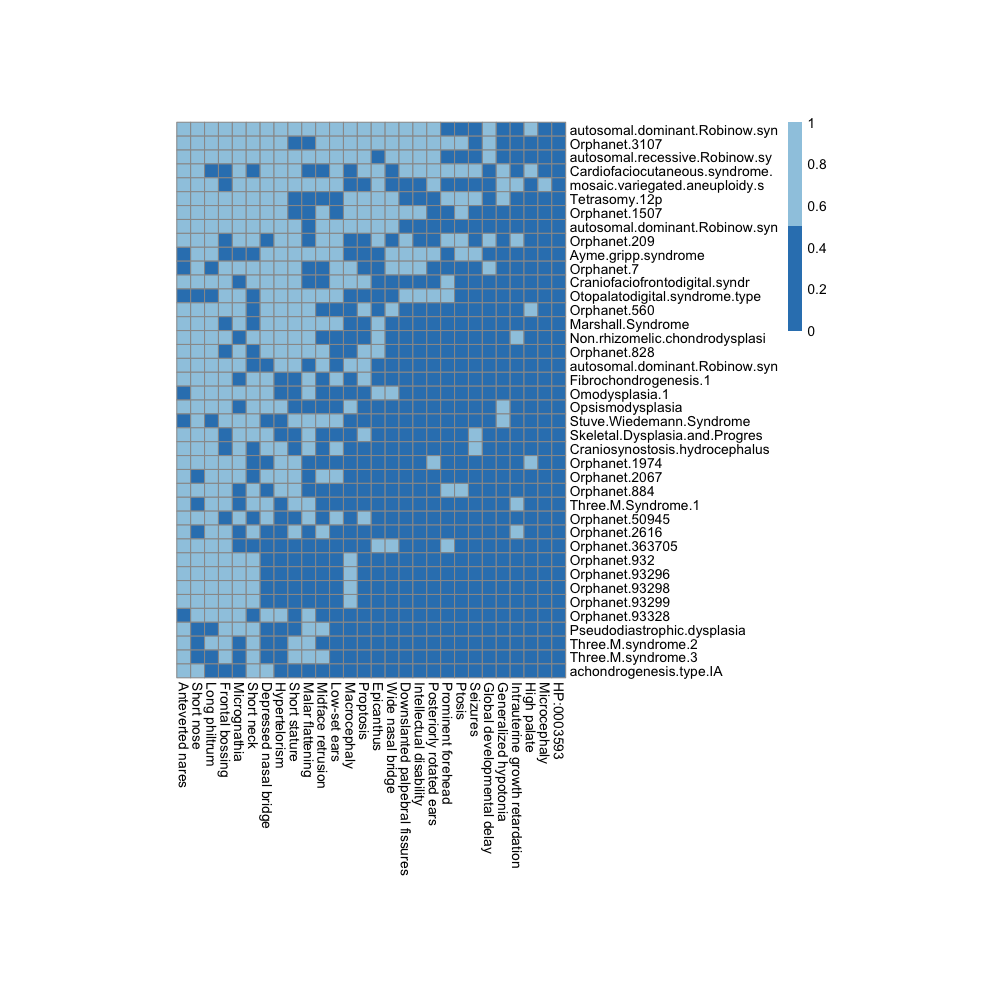 autosomal.dominant.Robinow.syn
Orphanet.3107
autosomal.recessive.Robinow.sy
Cardiofaciocutaneous.syndrome.
mosaic.variegated.aneuploidy.s
Tetrasomy.12p
Orphanet.1507
autosomal.dominant.Robinow.syn
Orphanet.209
Ayme.gripp.syndrome
Orphanet.7
Craniofaciofrontodigital.syndr
Otopalatodigital.syndrome.type
Orphanet.560
Marshall.Syndrome
Non.rhizomelic.chondrodysplasi
Orphanet.828
autosomal.dominant.Robinow.syn
Fibrochondrogenesis.1
Omodysplasia.1
Opsismodysplasia
Stuve.Wiedemann.Syndrome
Skeletal.Dysplasia.and.Progres
Craniosynostosis.hydrocephalus
Orphanet.1974
Orphanet.2067
Orphanet.884
Three.M.Syndrome.1
Orphanet.50945
Orphanet.2616
Orphanet.363705
Orphanet.932
Orphanet.93296
Orphanet.93298
Orphanet.93299
Orphanet.93328
Pseudodiastrophic.dysplasia
Three.M.syndrome.2
Three.M.syndrome.3
achondrogenesis.type.IA
1
0.8
0.6
0.4
0.2
0
Anteverted nares
Short nose
Long philtrum
Frontal bossing
Micrognathia
Short neck
Depressed nasal bridge
Hypertelorism
Short stature
Malar flattening
Midface retrusion
Low-set ears
Macrocephaly
Proptosis
Epicanthus
Wide nasal bridge
Downslanted palpebral fissures
Intellectual disability
Posteriorly rotated ears
Prominent forehead
Ptosis
Seizures
Global developmental delay
Generalized hypotonia
Intrauterine growth retardation
High palate
Microcephaly
HP:0003593